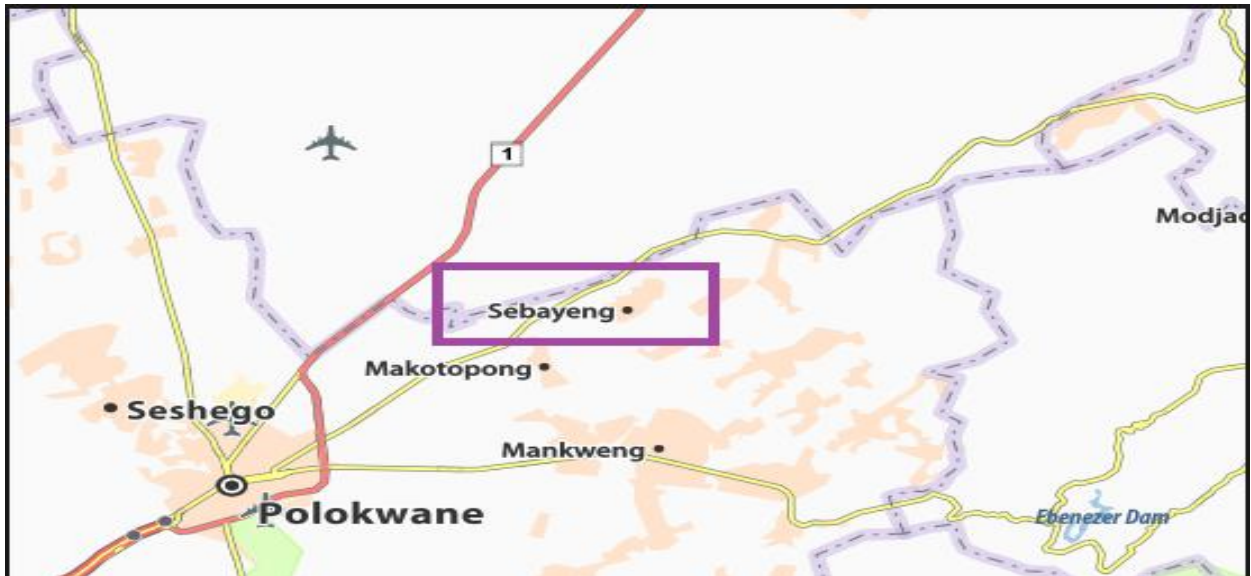 1
Modjad
Sebayeng
Makotopong
Seshego
Mankweng
Polokwane
Ebenezer Dam